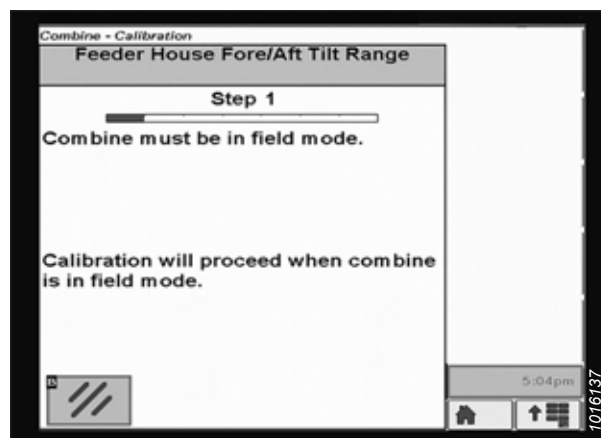 Combine - Calibration
Feeder House Fore/Aft Tilt Range
Step 1
Combine must be in field mode.
Calibration will proceed when combine
is in field mode.
5:04pm
1016137